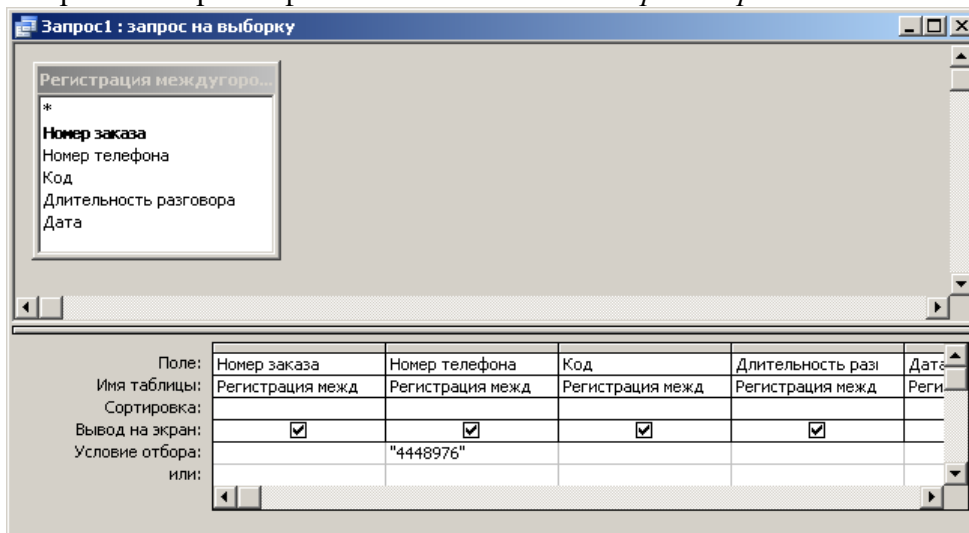 Запрос1 : запрос на выборку
Регистрация междугоро...
*
Номер заказа
Номер телефона
Код
Длительность разговора
Дата
Поле: Номер заказа Номер телефона Код Длительность разг Дата
Имя таблицы: Регистрация межд Регистрация межд Регистрация межд Регистрация межд Реги
Сортировка:
Вывод на экран:
Условие отбора: "4448976"
или: